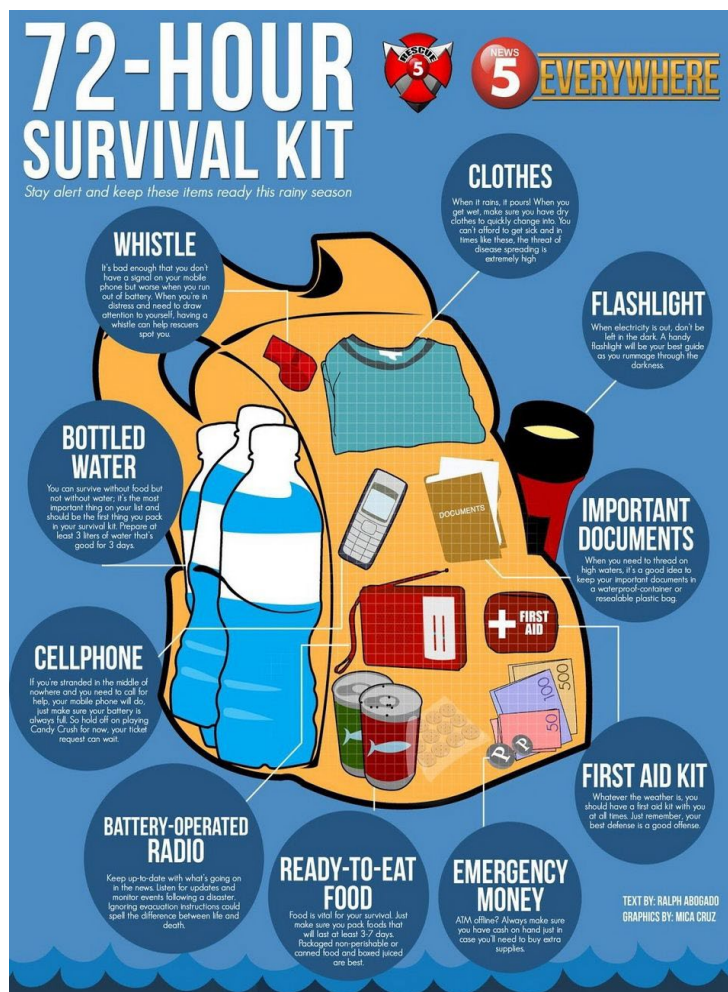 72-HOUR
SURVIVAL KIT
Stay alert and keep these items ready this rainy season
RESCUE
5
NEWS
5
EVERYWHERE
CLOTHES
When it rains, it pours! When you
get wet, make sure you have dry
clothes to quickly change into. You
can't afford to get sick and in
times like these, the threat of
disease spreading is
extremely high
WHISTLE
It's bad enough that you don't
have a signal on your mobile
phone but worse when you run
out of battery. When you're in
distress and need to draw
attention to yourself, having a
whistle can help rescuers
spot you.
FLASHLIGHT
When electricity is out, don't be
left in the dark. A handy
flashlight will be your best guide
as you rummage through the
darkness.
BOTTLED
WATER
You can survive without food but
not without water; it's the most
important thing on your list and
should be the first thing you pack
in your survival kit. Prepare at
least 3 liters of water that's
good for 3 days.
DOCUMENTS
IMPORTANT
DOCUMENTS
When you need to thread on
high waters, it's a good idea to
keep your important documents in
a waterproof-container or
resealable plastic bag.
FIRST
AID
CELLPHONE
If you're stranded in the middle of
nowhere and you need to call for
help, your mobile phone will do,
just make sure your battery is
always full. So hold off on playing
Candy Crush for now, your ticket
request can wait.
500
100
50
P
P
FIRST AID KIT
Whatever the weather is, you
should have a first aid kit with you
at all times. Just remember, your
best defense is a good offense.
BATTERY-OPERATED
RADIO
Keep up-to-date with what's going on
in the news. Listen for updates and
monitor events following a disaster.
Ignoring evacuation instructions could
spell the difference between life and
death.
READY-TO-EAT
FOOD
Food is vital for your survival. Just
make sure you pack foods that
will last at least 3-7 days.
Packaged non-perishable or
canned food and boxed juiced
are best.
EMERGENCY
MONEY
ATM offline? Always make sure
you have cash on hand just in
case you'll need to buy extra
supplies.
TEXT BY: RALPH ABOGADO
GRAPHICS BY: MICA CRUZ